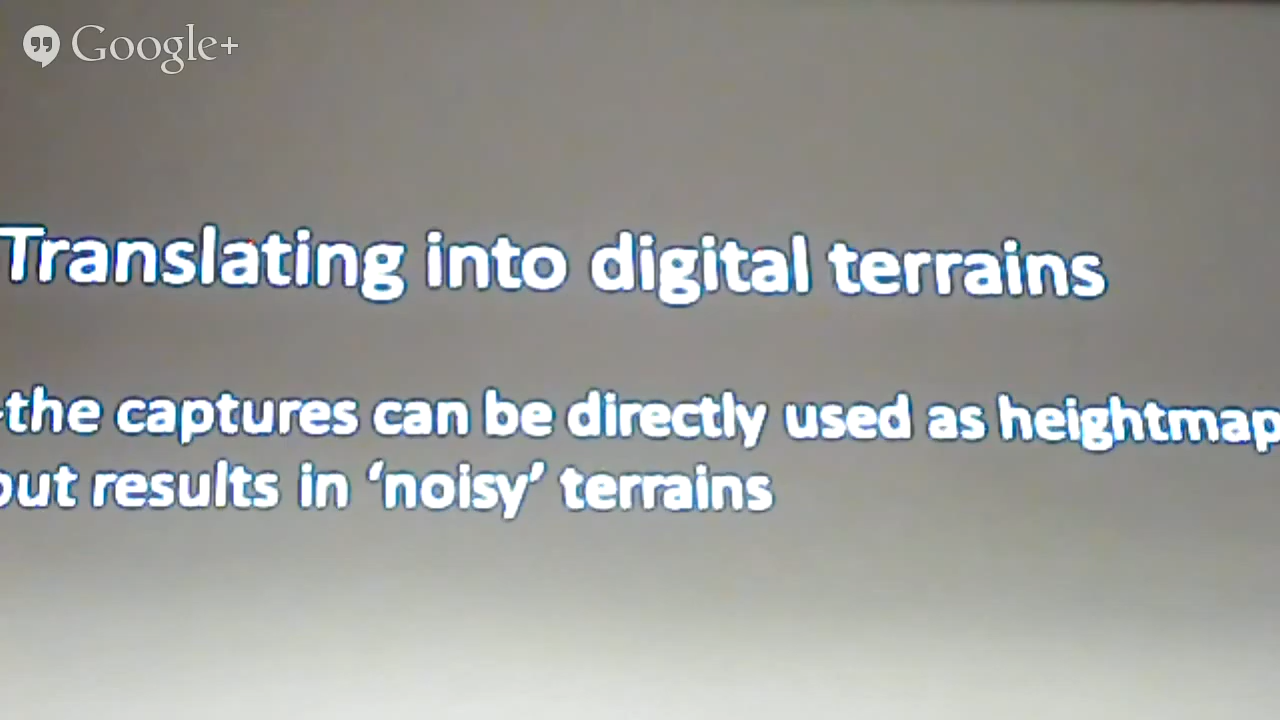 Google+
Translating into digital terrains
-the captures can be directly used as heightmap
but results in ‘noisy’ terrains